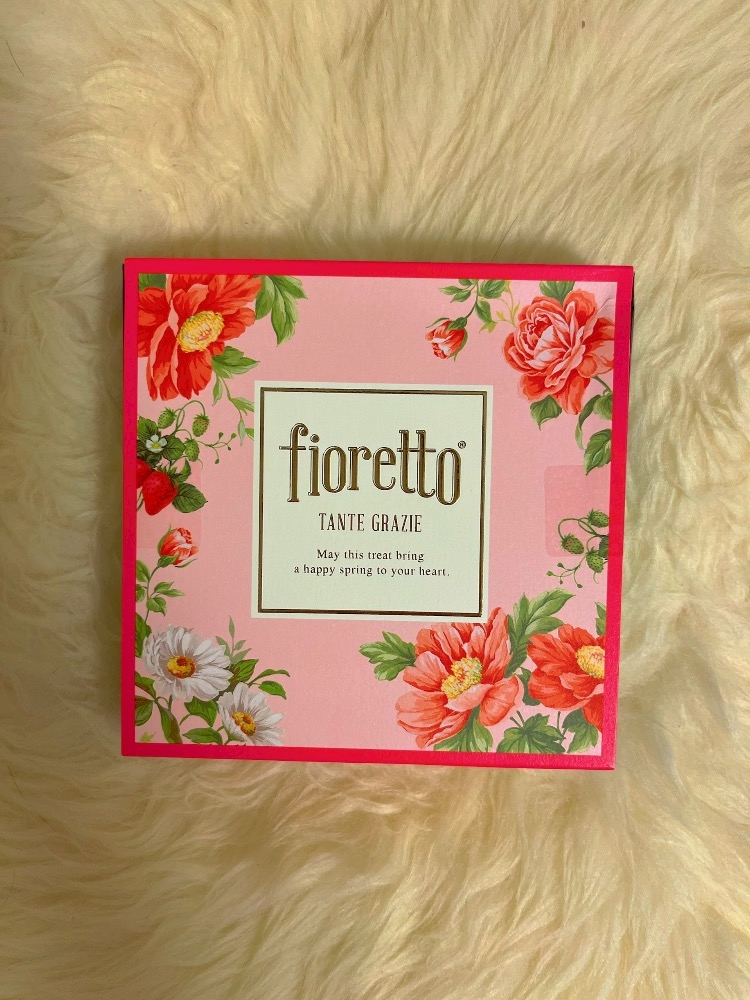 fioretto®
TANTE GRAZIE
May this treat bring
a happy spring to your heart.